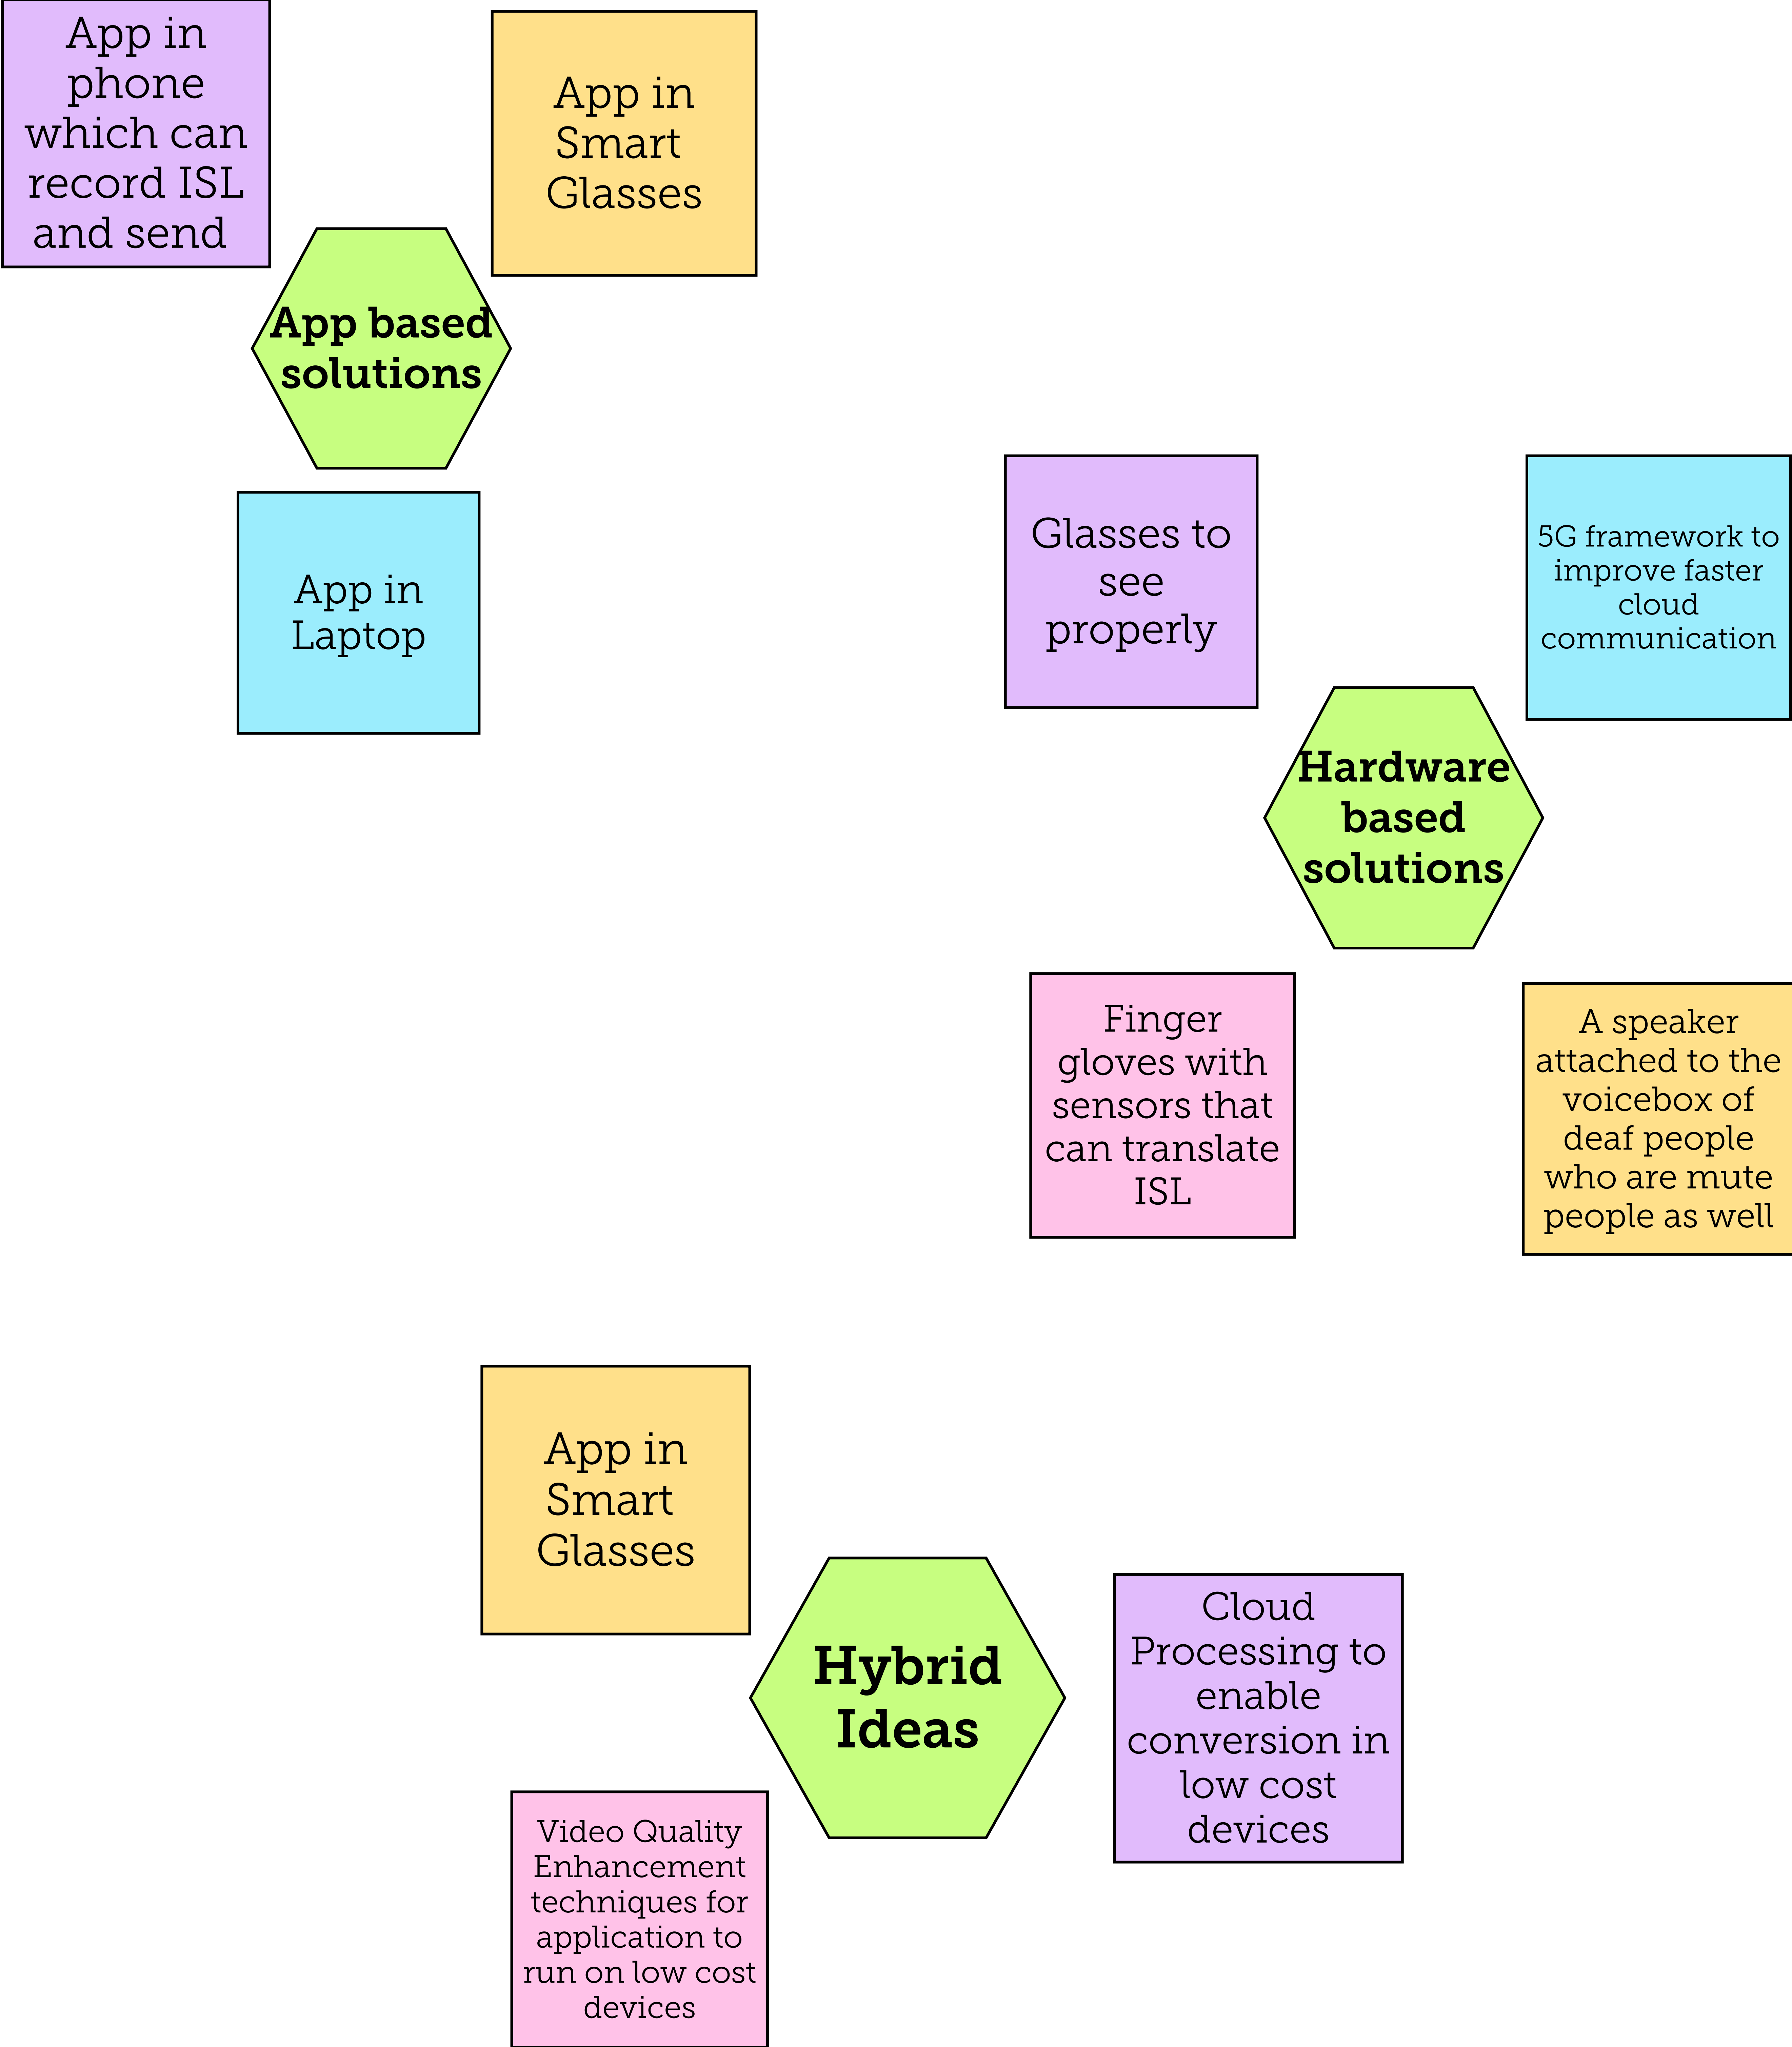 App in
phone
which can
record ISL
and send
App in
Smart
Glasses
App based
solutions
App in
Laptop
Glasses to
see
properly
5G framework to
improve faster
cloud
communication
Hardware
based
solutions
Finger
gloves with
sensors that
can translate
ISL
A speaker
attached to the
voicebox of
deaf people
who are mute
people as well
App in
Smart
Glasses
Hybrid
Ideas
Cloud
Processing to
enable
conversion in
low cost
devices
Video Quality
Enhancement
techniques for
application to
run on low cost
devices